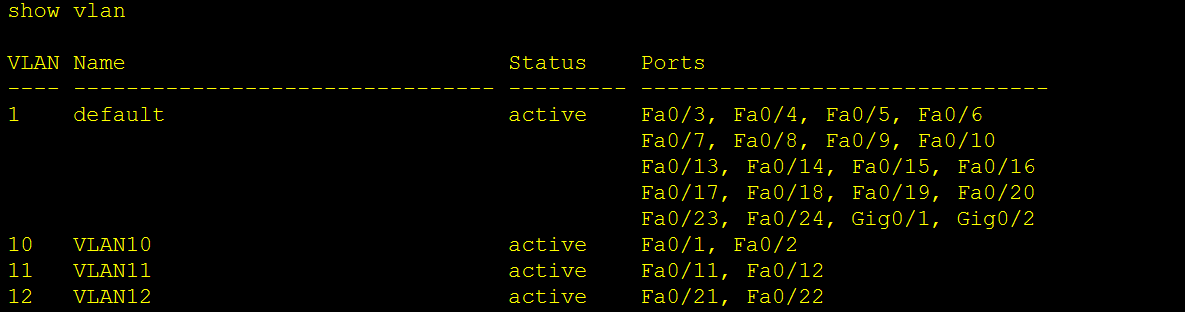 show vlan
VLAN Name                             Status    Ports
---- -------------------------------- --------- -------------------------------
1    default                          active    Fa0/3, Fa0/4, Fa0/5, Fa0/6
                                                Fa0/7, Fa0/8, Fa0/9, Fa0/10
                                                Fa0/13, Fa0/14, Fa0/15, Fa0/16
                                                Fa0/17, Fa0/18, Fa0/19, Fa0/20
                                                Fa0/23, Fa0/24, Gig0/1, Gig0/2
10   VLAN10                           active    Fa0/1, Fa0/2
11   VLAN11                           active    Fa0/11, Fa0/12
12   VLAN12                           active    Fa0/21, Fa0/22